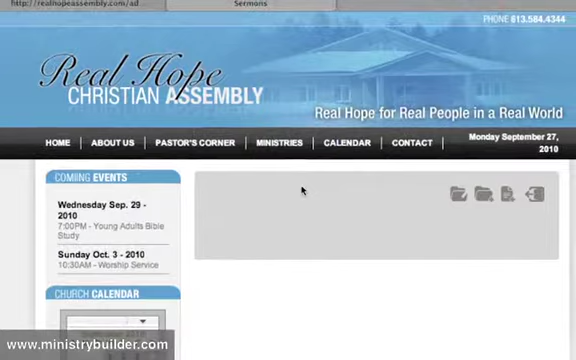 http://realhopeassembly.com/ad
Sermons
PHONE 613.584.4344
Real Hope
CHRISTIAN ASSEMBLY
Real Hope for Real People in a Real World
HOME ABOUT US PASTOR'S CORNER MINISTRIES CALENDAR CONTACT
Monday September 27,
2010
COMING EVENTS
Wednesday Sep. 29 -
2010
7:00PM - Young Adults Bible
Study
Sunday Oct. 3 - 2010
10:30AM - Worship Service
CHURCH CALENDAR
www.ministrybuilder.com